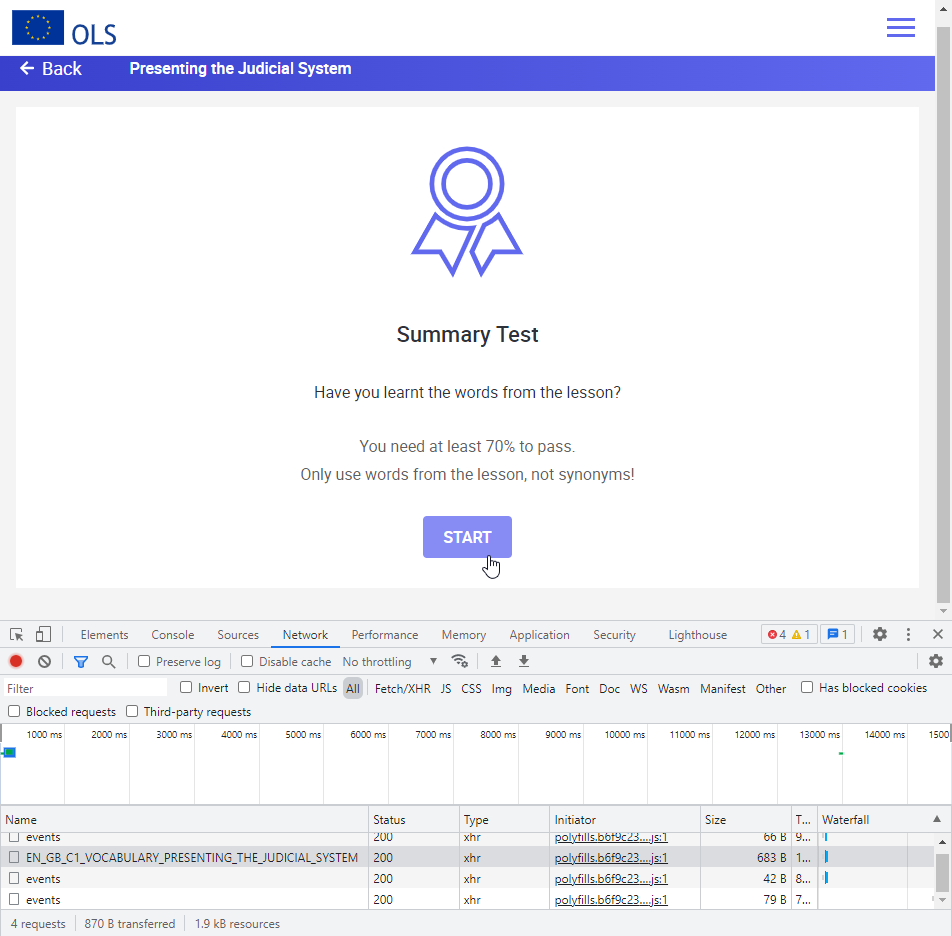 OLS
Back Presenting the Judicial System
Summary Test
Have you learnt the words from the lesson?
You need at least 70% to pass.
Only use words from the lesson, not synonyms!
START
Elements Console Sources Network Performance Memory Application Security Lighthouse 4 1 1
Preserve log Disable cache No throttling
Filter Invert Hide data URLs All Fetch/XHR JS CSS Img Media Font Doc WS Wasm Manifest Other Has blocked cookies
Blocked requests Third-party requests
1000 ms 2000 ms 3000 ms 4000 ms 5000 ms 6000 ms 7000 ms 8000 ms 9000 ms 10000 ms 11000 ms 12000 ms 13000 ms 14000 ms 1500
Name Status Type Initiator Size T... Waterfall
events 200 xhr polyfills.b6f9c23....js:1 66 B 9...
EN_GB_C1_VOCABULARY_PRESENTING_THE_JUDICIAL_SYSTEM 200 xhr polyfills.b6f9c23....js:1 683 B 1...
events 200 xhr polyfills.b6f9c23....js:1 42 B 8...
events 200 xhr polyfills.b6f9c23....js:1 79 B 7...
4 requests 870 B transferred 1.9 kB resources